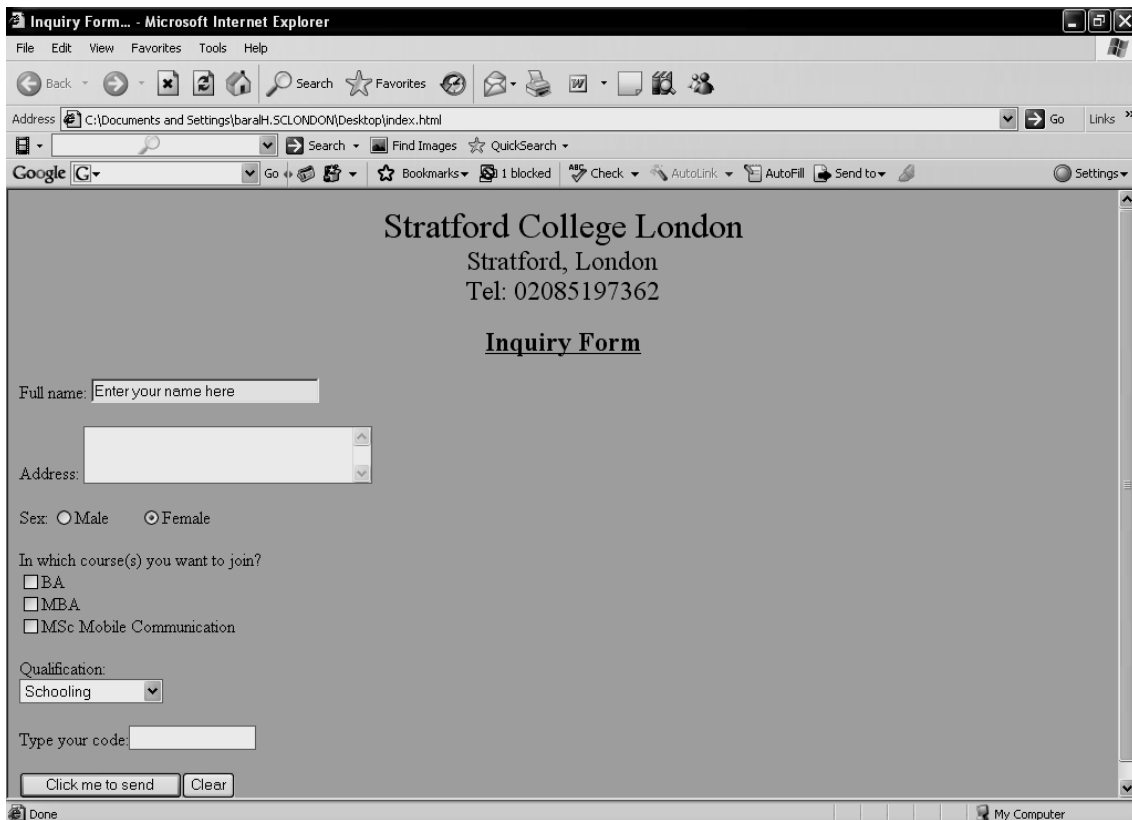 Inquiry Form... - Microsoft Internet Explorer
File Edit View Favorites Tools Help
Back Search Favorites W
Address C:\Documents and Settings\baralH.SCLONDON\Desktop\index.html Go Links »
Search Find Images QuickSearch
Google G Go Bookmarks 1 blocked ABC Check AutoLink AutoFill Send to Settings
Stratford College London
Stratford, London
Tel: 02085197362
Inquiry Form
Full name: Enter your name here
Address:
Sex: Male Female
In which course(s) you want to join?
BA
MBA
MSc Mobile Communication
Qualification:
Schooling
Type your code:
Click me to send Clear
Done My Computer